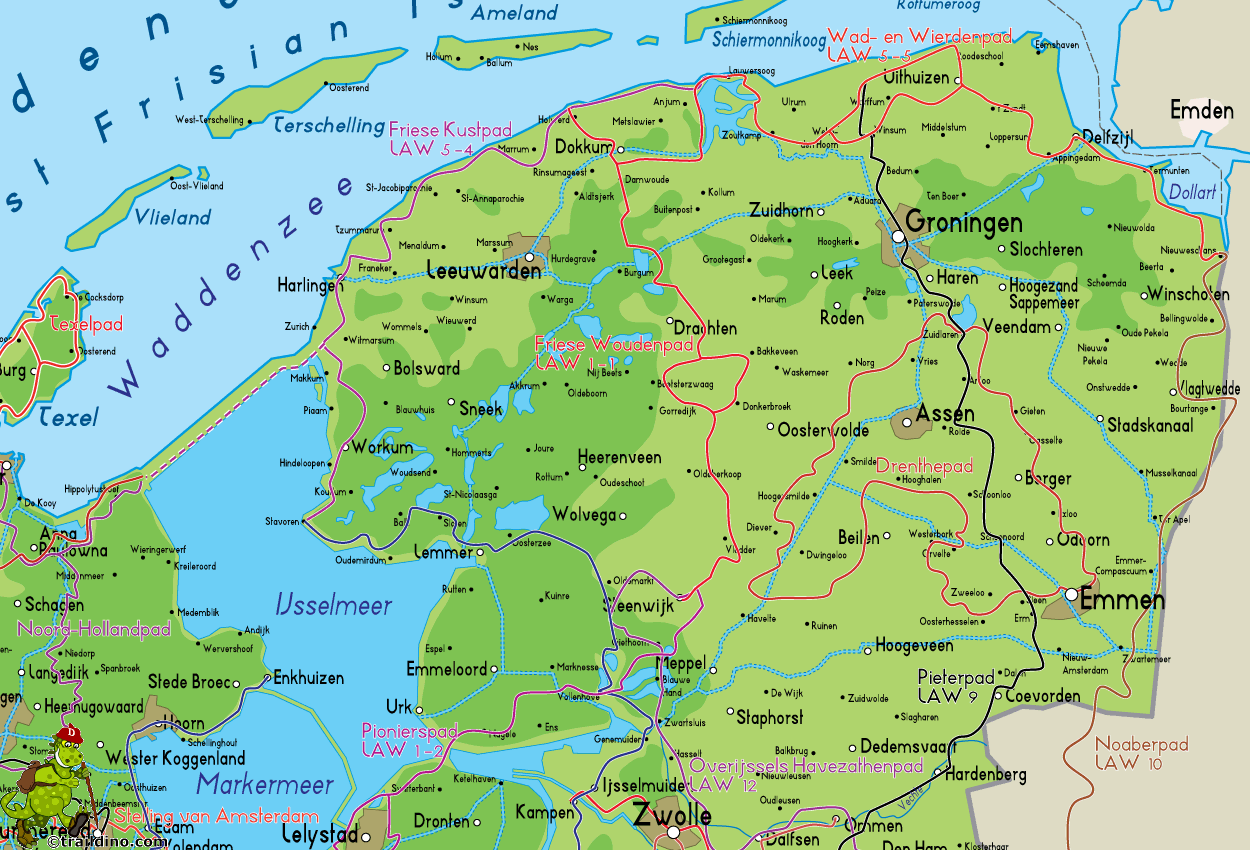 Ameland
Schiermonnikoog
Rottumeroog
Schiermonnikoog
Wad- en Wierdenpad
LAW 5-5
Eemshaven
Nes
Hollum
Ballum
Roodeschool
Lauwersoog
Uithuizen
Oosterend
Emden
West-Terschelling
Terschelling
Anjum
Ulrum
Warffum
Friese Kustpad
LAW 5-4
Metslawier
Zoutkamp
Winsum
Middelstum
Loppersum
Delfzijl
Marrum
Dokkum
Appingedam
Oost-Vlieland
Vlieland
Rinsumageest
Damwoude
Bedum
Termunten
Dollart
St-Jacobiparochie
St-Annaparochie
Aldtsjerk
Kollum
Ten Boer
Aduard
Buitenpost
Zuidhorn
Groningen
Waddenzee
Tzummarum
Menaldum
Marssum
Leeuwarden
Hurdegrave
Oldekerk
Hoogkerk
Slochteren
Nieuwolda
Grootegast
Nieuweschans
Franeker
Burgum
Leek
Haren
Beerta
Harlingen
Scheemda
Hoogezand
Sappemeer
Winschoten
Winsum
Warga
Marum
Peize
Paterswolde
De Cocksdorp
Texelpad
Zurich
Wommels
Wieuwerd
Drachten
Roden
Zuidlaren
Veendam
Bellingwolde
Oude Pekela
Witmarsum
Friese Woudenpad
LAW 1-1
Bakkeveen
Nieuwe
Pekela
Oosterend
Burg
Bolsward
Nij Beets
Waskemeer
Norg
Vries
Wedde
Makkum
Akkrum
Oldeboorn
Beetsterzwaag
Annloo
Onstwedde
Vlagtwedde
Texel
Piaam
Blauwhuis
Sneek
Gorredijk
Donkerbroek
Assen
Gieten
Bourtange
Stadskanaal
Oosterwolde
Rolde
Gasselte
Workum
Hommerts
Joure
Heerenveen
Hindeloopen
Woudsend
Rottum
Oudeschoot
Oldeberkoop
Smilde
Drenthepad
Hooghalen
Borger
Musselkanaal
Hippolytushoef
De Kooy
Koudum
St-Nicolaasga
Hoogersmilde
Schoonloo
Exloo
Ter Apel
Stavoren
Balk
Sloten
Wolvega
Diever
Beilen
Westerbork
Schoonoord
Odoorn
Anna
Paulowna
Wieringerwerf
Kreileroord
Oudemirdum
Lemmer
Oosterzee
Vledder
Dwingeloo
Orvelte
Emmer-
Compascuum
Middenmeer
Rutten
Kuinre
Oldemarkt
Steenwijk
Zweeloo
Sleen
Emmen
Schagen
Medemblik
IJsselmeer
Havelte
Ruinen
Oosterhesselen
Erm
Noord-Hollandpad
Andijk
Wervershoof
Espel
Vollenhove
Hoogeveen
Niedorp
Spanbroek
Langedijk
Emmeloord
Marknesse
Meppel
Nieuw-
Amsterdam
Zwartemeer
Stede Broec
Enkhuizen
Blauwe
Hand
Pieterpad
LAW 9
Dalen
Coevorden
Heerhugowaard
Urk
De Wijk
Zuidwolde
Hoorn
Pionierspad
LAW 1-2
Nagele
Ens
Zwartsluis
Staphorst
Slagharen
Schellinghout
Genemuiden
Balkbrug
Dedemsvaart
Noaberpad
LAW 10
Wester Koggenland
Hasselt
Overijssels Havezathenpad
LAW 12
Nieuwleusen
Hardenberg
Markermeer
Ketelhaven
IJsselmuiden
Oosthuizen
Middenbeemster
Swifterbant
Kampen
Oudleusen
Vecht
Stelling van Amsterdam
Edam
Lelystad
Dronten
Zwolle
Ommen
Dalfsen
Volendam
Den Ham
Kloosterhaar
©traildino.com